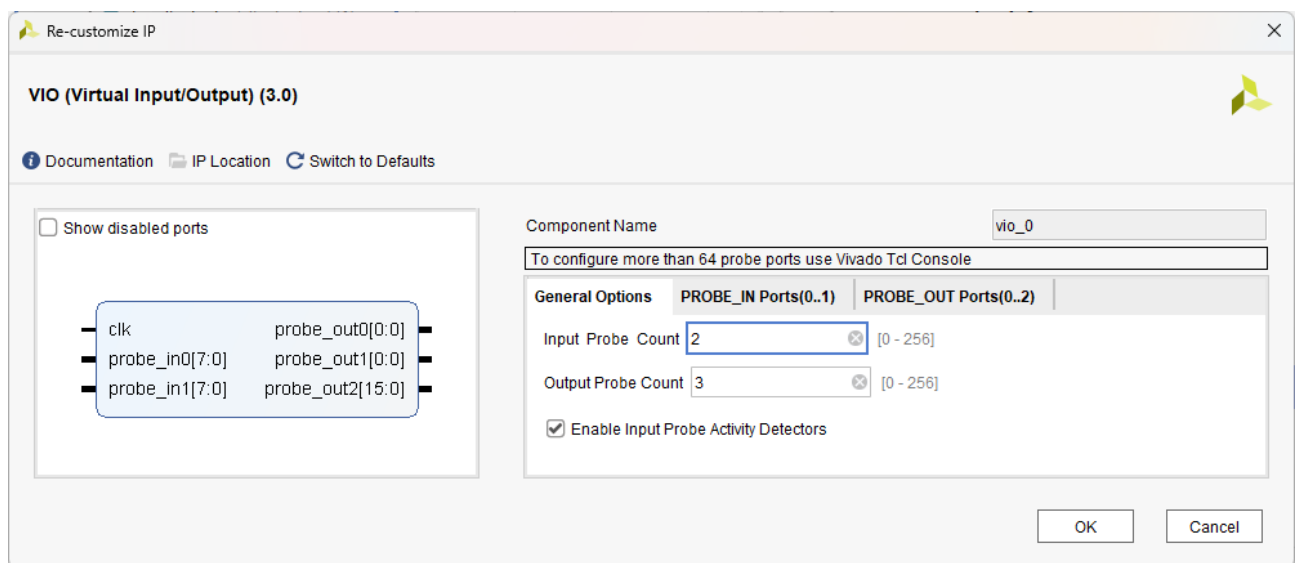 Re-customize IP
VIO (Virtual Input/Output) (3.0)
Documentation IP Location Switch to Defaults
Show disabled ports
clk probe_out0[0:0]
probe_in0[7:0] probe_out1[0:0]
probe_in1[7:0] probe_out2[15:0]
Component Name vio_0
To configure more than 64 probe ports use Vivado Tcl Console
General Options PROBE_IN Ports(0..1) PROBE_OUT Ports(0..2)
Input Probe Count 2 [0 - 256]
Output Probe Count 3 [0 - 256]
Enable Input Probe Activity Detectors
OK Cancel